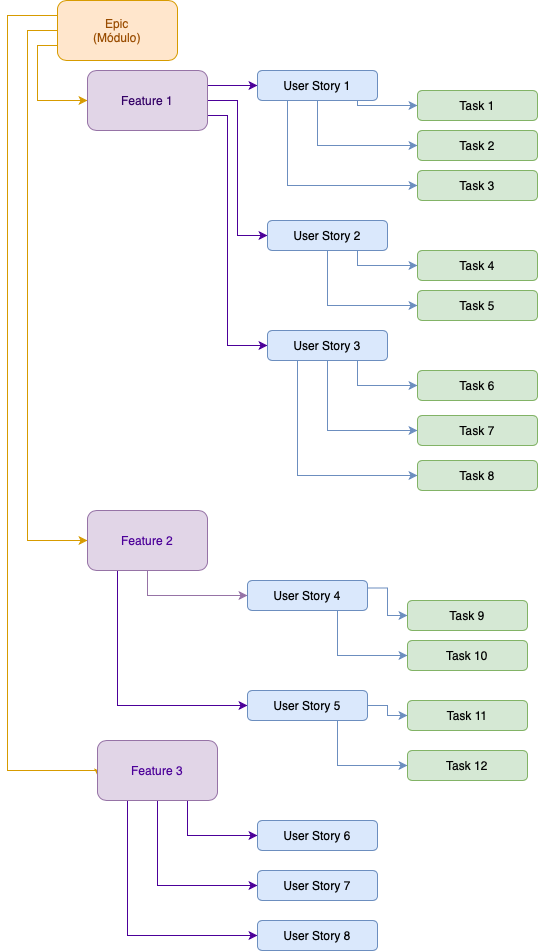 Epic
(Módulo)
Feature 1
User Story 1
Task 1
Task 2
Task 3
User Story 2
Task 4
Task 5
User Story 3
Task 6
Task 7
Task 8
Feature 2
User Story 4
Task 9
Task 10
User Story 5
Task 11
Task 12
Feature 3
User Story 6
User Story 7
User Story 8